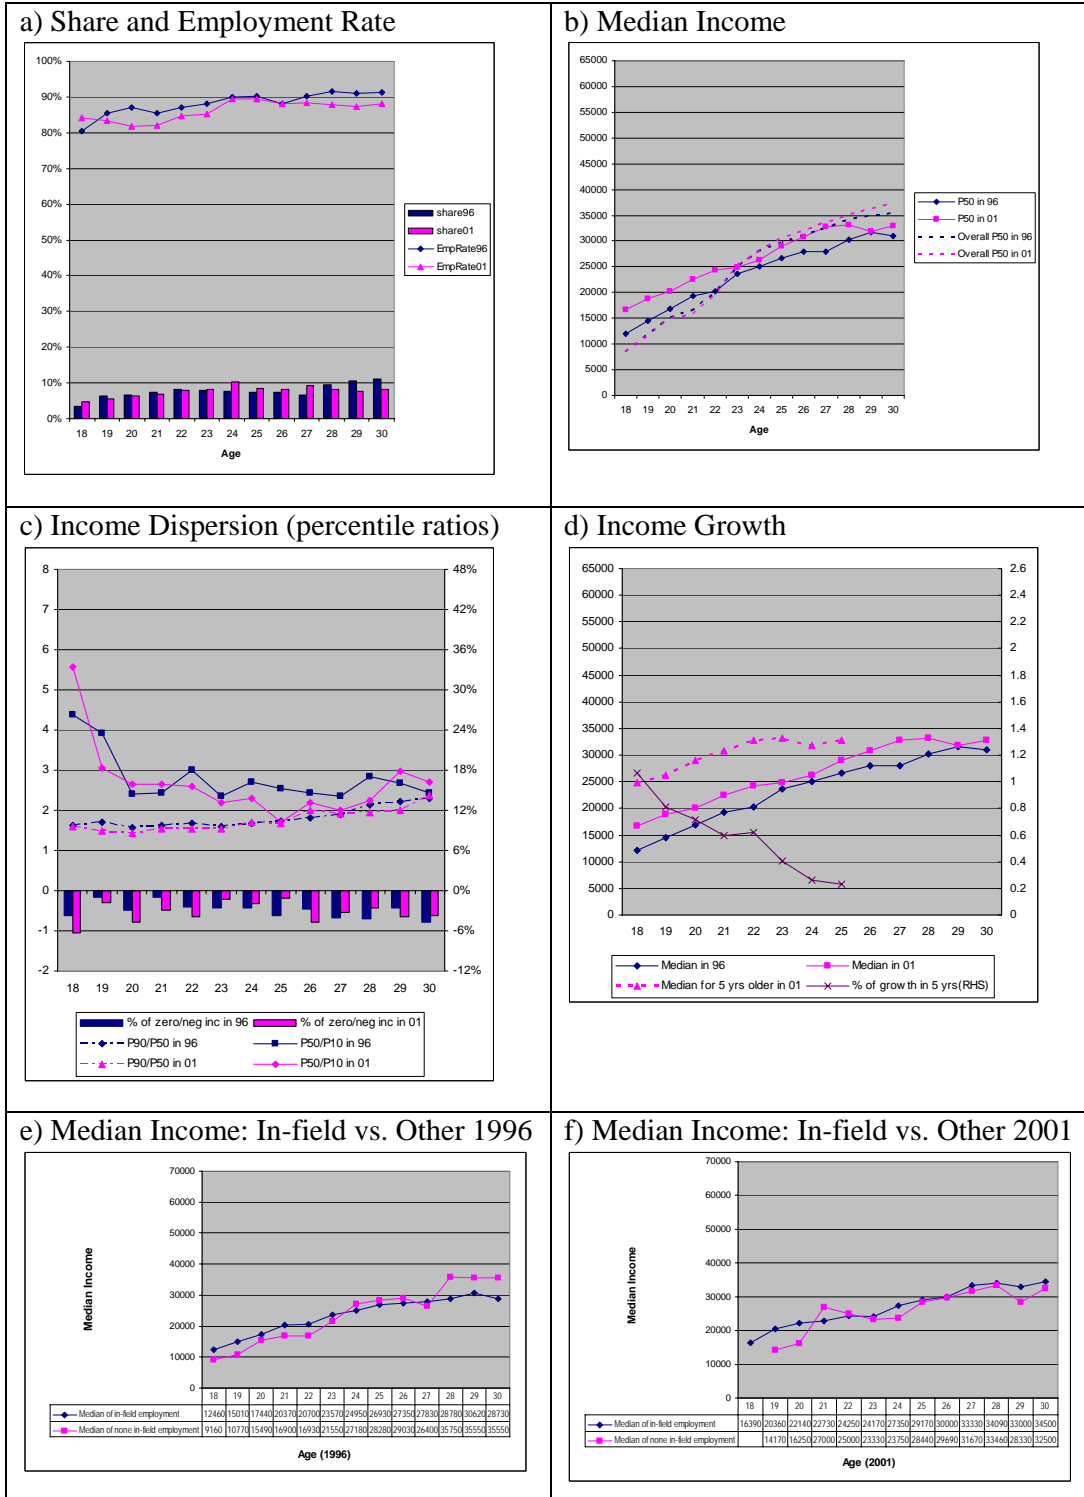 a) Share and Employment Rate
100%
90%
80%
70%
60%
50%
40%
30%
20%
10%
0%
18 19 20 21 22 23 24 25 26 27 28 29 30
Age
share96
share01
EmpRate96
EmpRate01
b) Median Income
65000
60000
55000
50000
45000
40000
35000
30000
25000
20000
15000
10000
5000
0
18 19 20 21 22 23 24 25 26 27 28 29 30
Age
P50 in 96
P50 in 01
Overall P50 in 96
Overall P50 in 01
c) Income Dispersion (percentile ratios)
8 48%
7 42%
6 36%
5 30%
4 24%
3 18%
2 12%
1 6%
0 0%
-1 -6%
-2 -12%
18 19 20 21 22 23 24 25 26 27 28 29 30
% of zero/neg inc in 96 % of zero/neg inc in 01
P90/P50 in 96 P50/P10 in 96
P90/P50 in 01 P50/P10 in 01
d) Income Growth
65000 2.6
60000 2.4
55000 2.2
50000 2
45000 1.8
40000 1.6
35000 1.4
30000 1.2
25000 1
20000 0.8
15000 0.6
10000 0.4
5000 0.2
0 0
18 19 20 21 22 23 24 25 26 27 28 29 30
Median in 96 Median in 01
Median for 5 yrs older in 01 % of growth in 5 yrs(RHS)
e) Median Income: In-field vs. Other 1996
Median Income
70000
60000
50000
40000
30000
20000
10000
0
18 19 20 21 22 23 24 25 26 27 28 29 30
Median of in-field employment 12460 15010 17440 20370 20700 23570 24950 26930 27350 27830 28780 30620 28730
Median of none in-field employment 9160 10770 15490 16900 16930 21550 27180 28280 29030 26400 35750 35550 35550
Age (1996)
f) Median Income: In-field vs. Other 2001
Median Income
70000
60000
50000
40000
30000
20000
10000
0
18 19 20 21 22 23 24 25 26 27 28 29 30
Median of in-field employment 16390 20360 22140 22730 24250 24170 27350 29170 30000 33330 34090 33000 34500
Median of none in-field employment 14170 16250 27000 25000 23330 23750 28440 29690 31670 33460 28330 32500
Age (2001)